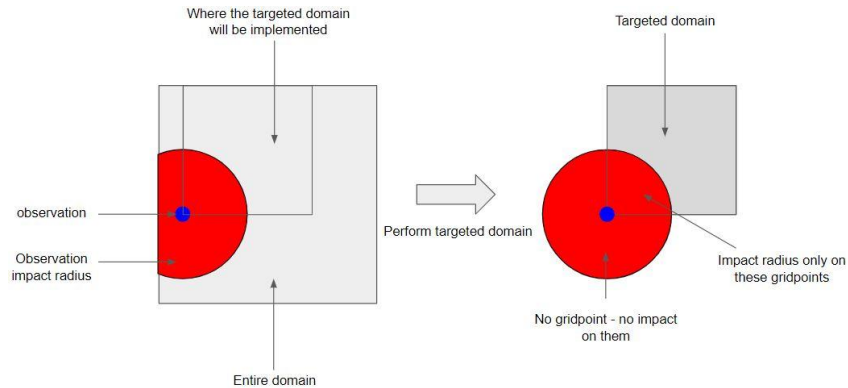 Where the targeted domain
will be implemented
Targeted domain
observation
Perform targeted domain
Observation
impact radius
Impact radius only on
these gridpoints
No gridpoint - no impact
on them
Entire domain